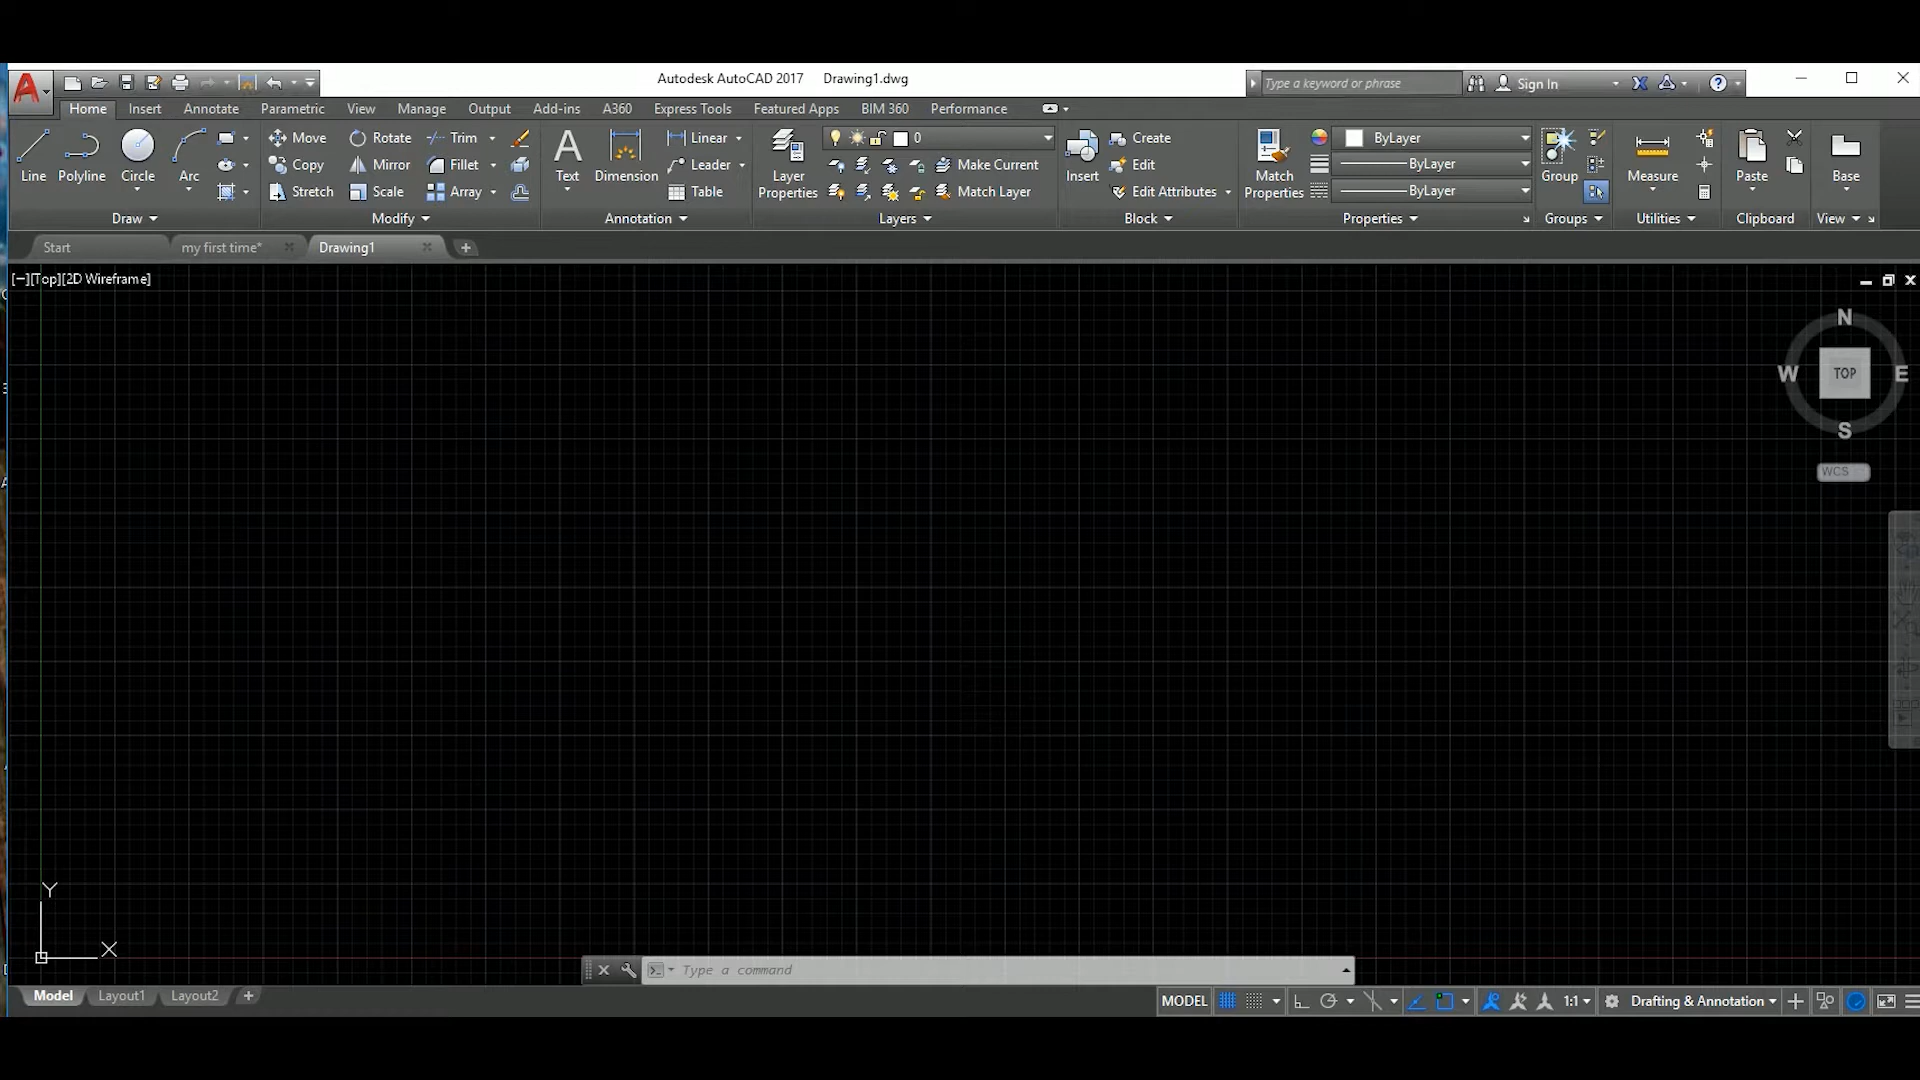 Autodesk AutoCAD 2017 Drawing1.dwg
Type a keyword or phrase
Sign In
Home Insert Annotate Parametric View Manage Output Add-ins A360 Express Tools Featured Apps BIM 360 Performance
Line Polyline Circle Arc
Draw
Move Rotate Trim
Copy Mirror Fillet
Stretch Scale Array
Modify
Text Dimension
Linear
Leader
Table
Annotation
Layer Properties
0
Make Current
Match Layer
Layers
Insert
Create
Edit
Edit Attributes
Block
Match Properties
ByLayer
ByLayer
ByLayer
Properties
Group
Groups
Measure
Utilities
Paste
Clipboard
Base
View
Start my first time* Drawing1
[−][Top][2D Wireframe]
N
W TOP E
S
WCS
Y
X
Type a command
Model Layout1 Layout2
MODEL 1:1 Drafting & Annotation